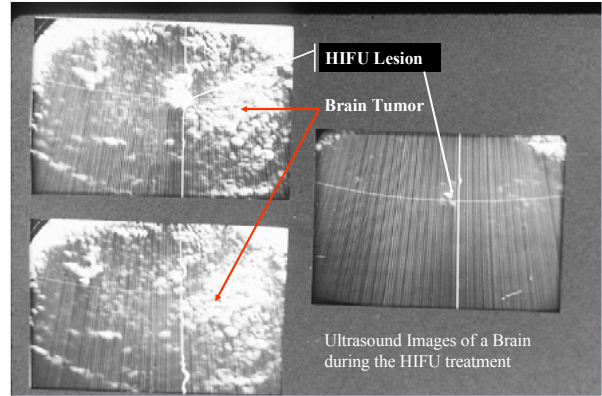 HIFU Lesion
Brain Tumor
Ultrasound Images of a Brain
during the HIFU treatment